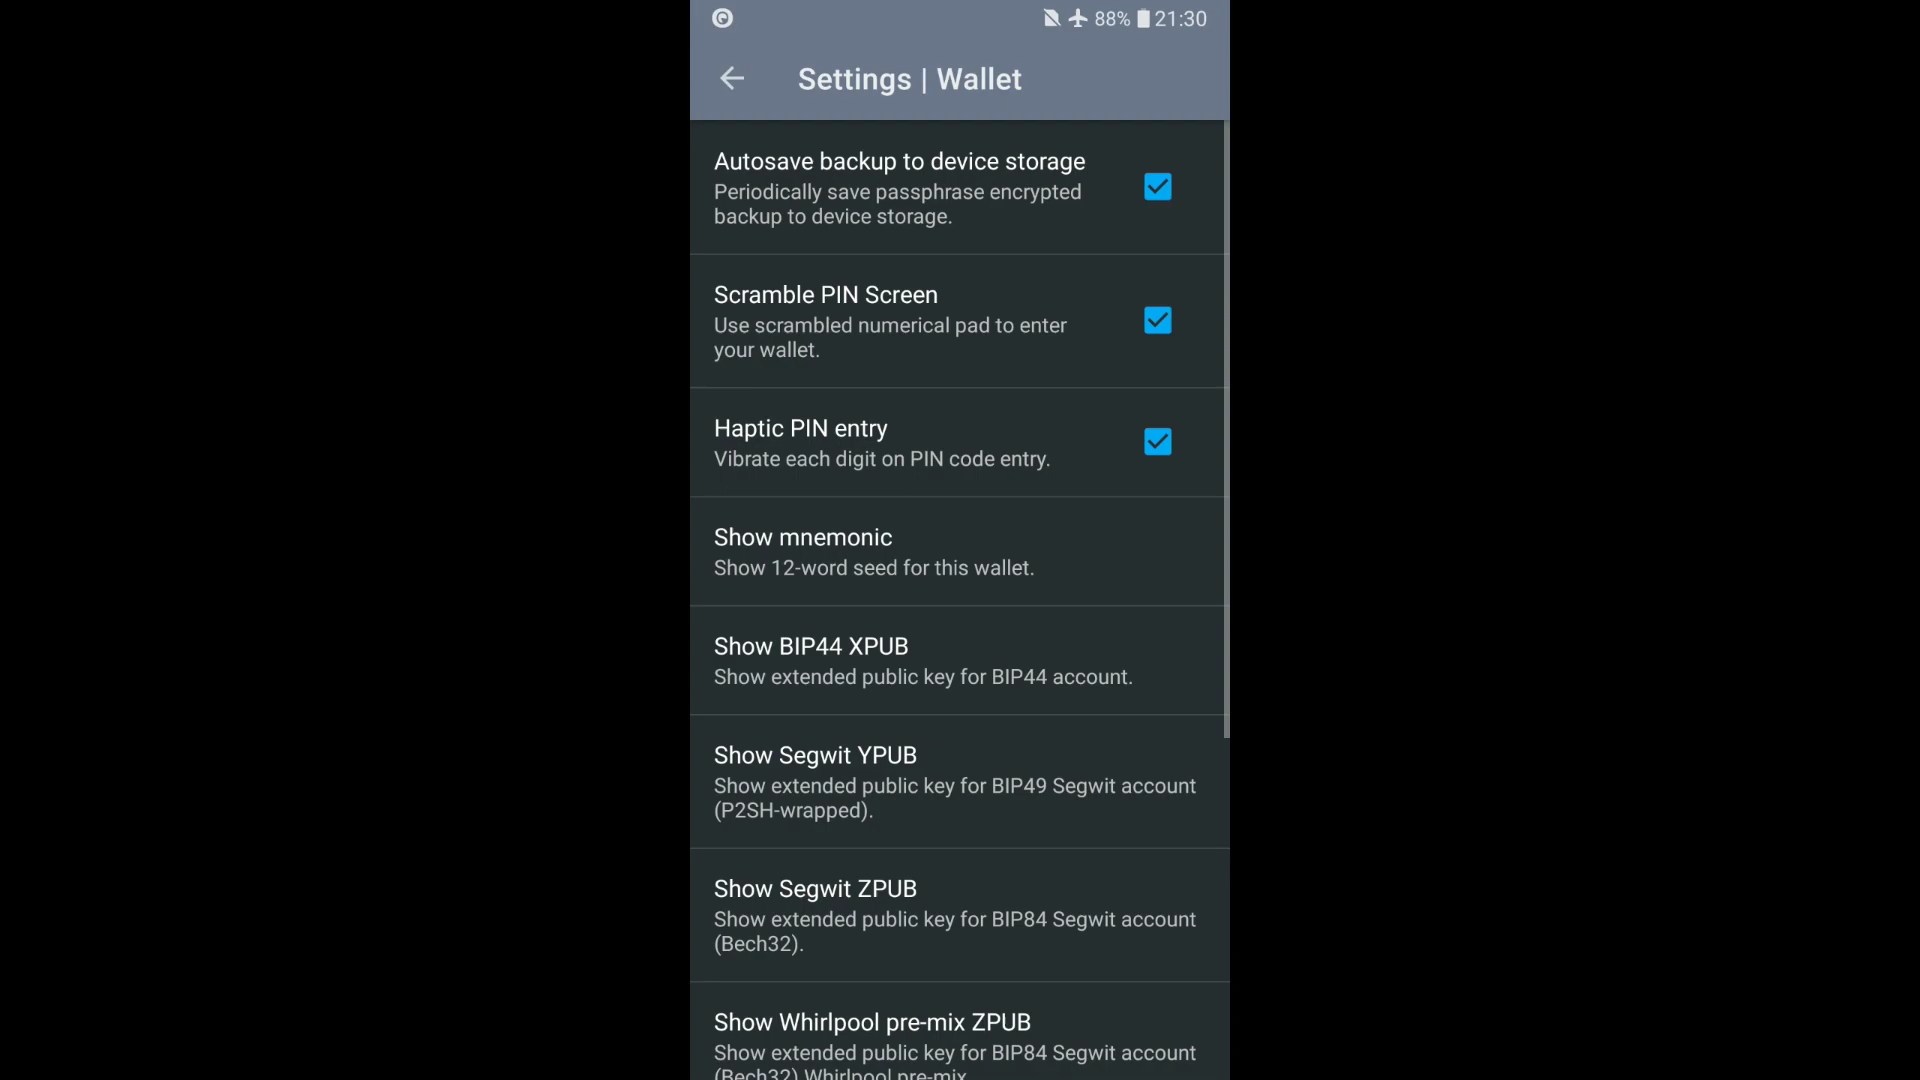 88% 21:30
Settings | Wallet
Autosave backup to device storage
Periodically save passphrase encrypted
backup to device storage.
Scramble PIN Screen
Use scrambled numerical pad to enter
your wallet.
Haptic PIN entry
Vibrate each digit on PIN code entry.
Show mnemonic
Show 12-word seed for this wallet.
Show BIP44 XPUB
Show extended public key for BIP44 account.
Show Segwit YPUB
Show extended public key for BIP49 Segwit account
(P2SH-wrapped).
Show Segwit ZPUB
Show extended public key for BIP84 Segwit account
(Bech32).
Show Whirlpool pre-mix ZPUB
Show extended public key for BIP84 Segwit account
(Bech32) Whirlpool pre-mix